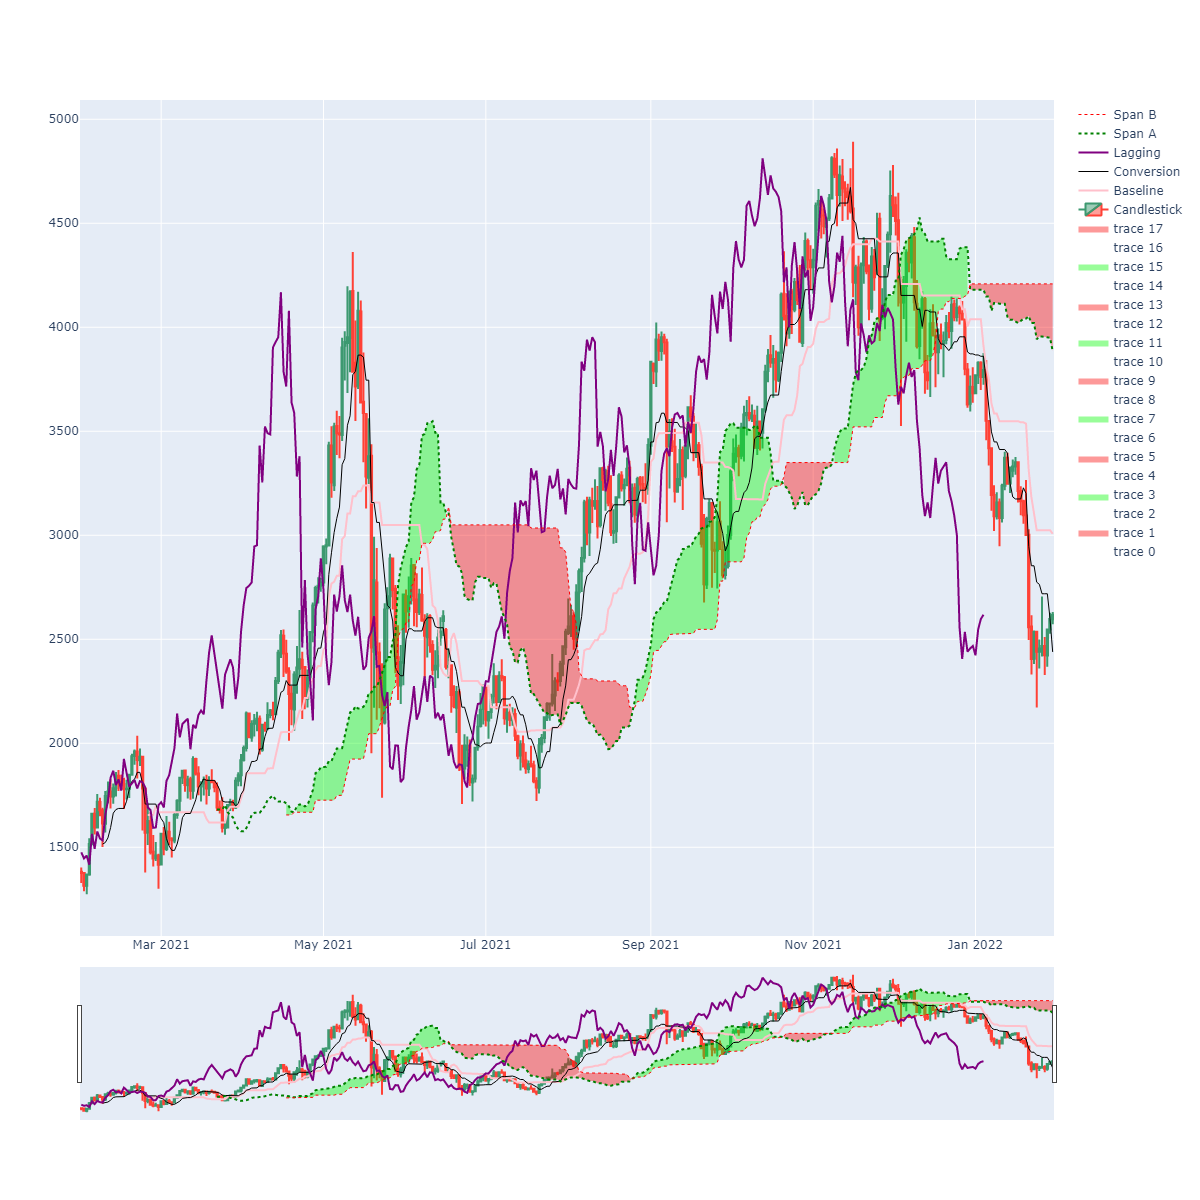 5000
4500
4000
3500
3000
2500
2000
1500
Mar 2021
May 2021
Jul 2021
Sep 2021
Nov 2021
Jan 2022
Span B
Span A
Lagging
Conversion
Baseline
Candlestick
trace 17
trace 16
trace 15
trace 14
trace 13
trace 12
trace 11
trace 10
trace 9
trace 8
trace 7
trace 6
trace 5
trace 4
trace 3
trace 2
trace 1
trace 0